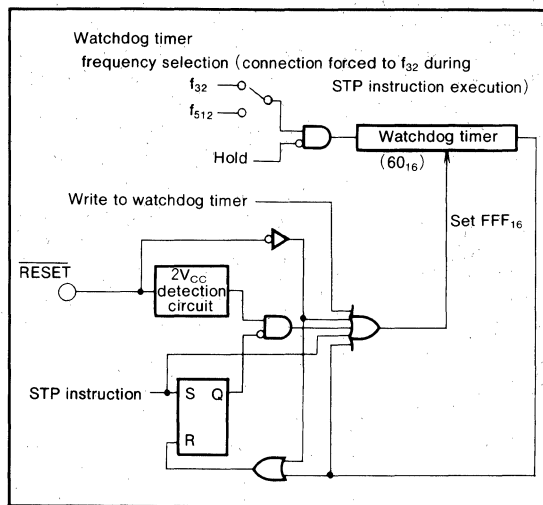 Watchdog timer
frequency selection (connection forced to f32 during
STP instruction execution)
f32
f512
Hold
Watchdog timer
(6016)
Write to watchdog timer
Set FFF16
RESET
2VCC
detection
circuit
STP instruction
S Q
R